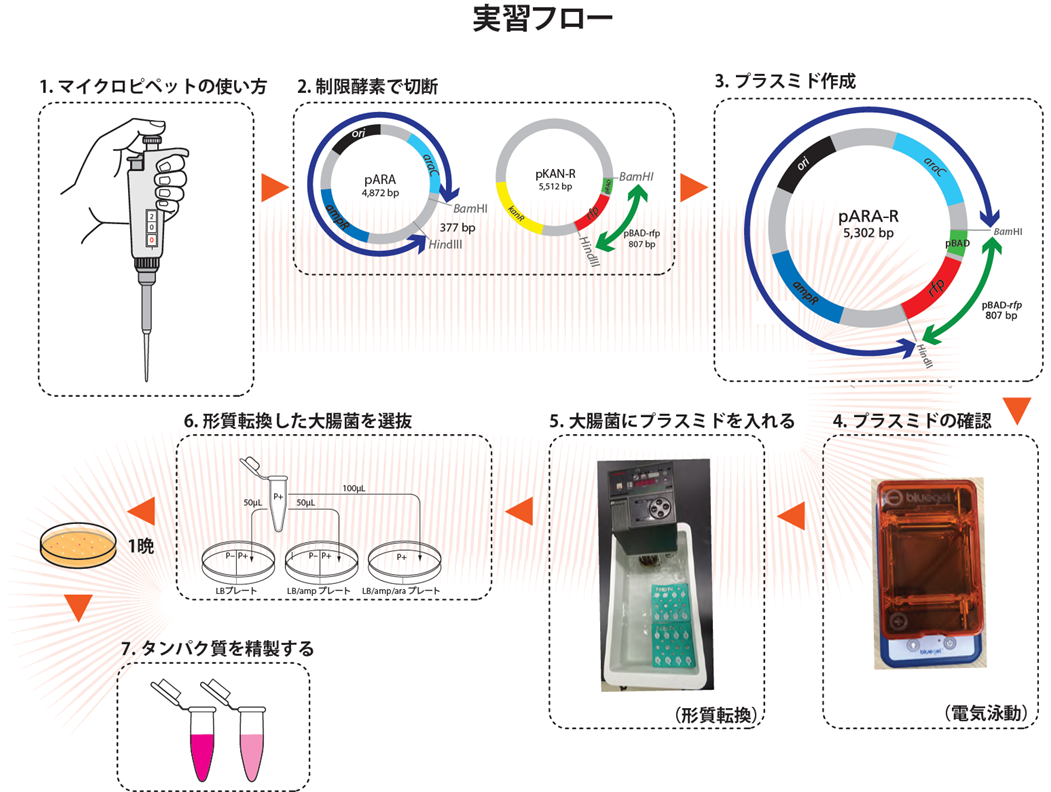 実習フロー
1. マイクロピペットの使い方
2
0
0
2. 制限酵素で切断
ori
araC
ampR
pARA
4,872 bp
BamHI
377 bp
HindIII
pKAN-R
5,512 bp
kanR
rfp
pBAD
BamHI
pBAD-rfp
807 bp
HindIII
3. プラスミド作成
ori
araC
pARA-R
5,302 bp
pBAD
ampR
rfp
BamHI
pBAD-rfp
807 bp
HindII
4. プラスミドの確認
bluegel
(電気泳動)
5. 大腸菌にプラスミドを入れる
(形質転換)
6. 形質転換した大腸菌を選抜
P+
100µL
50µL
50µL
P– P+
P– P+
P+
LBプレート
LB/amp プレート
LB/amp/ara プレート
1晩
7. タンパク質を精製する